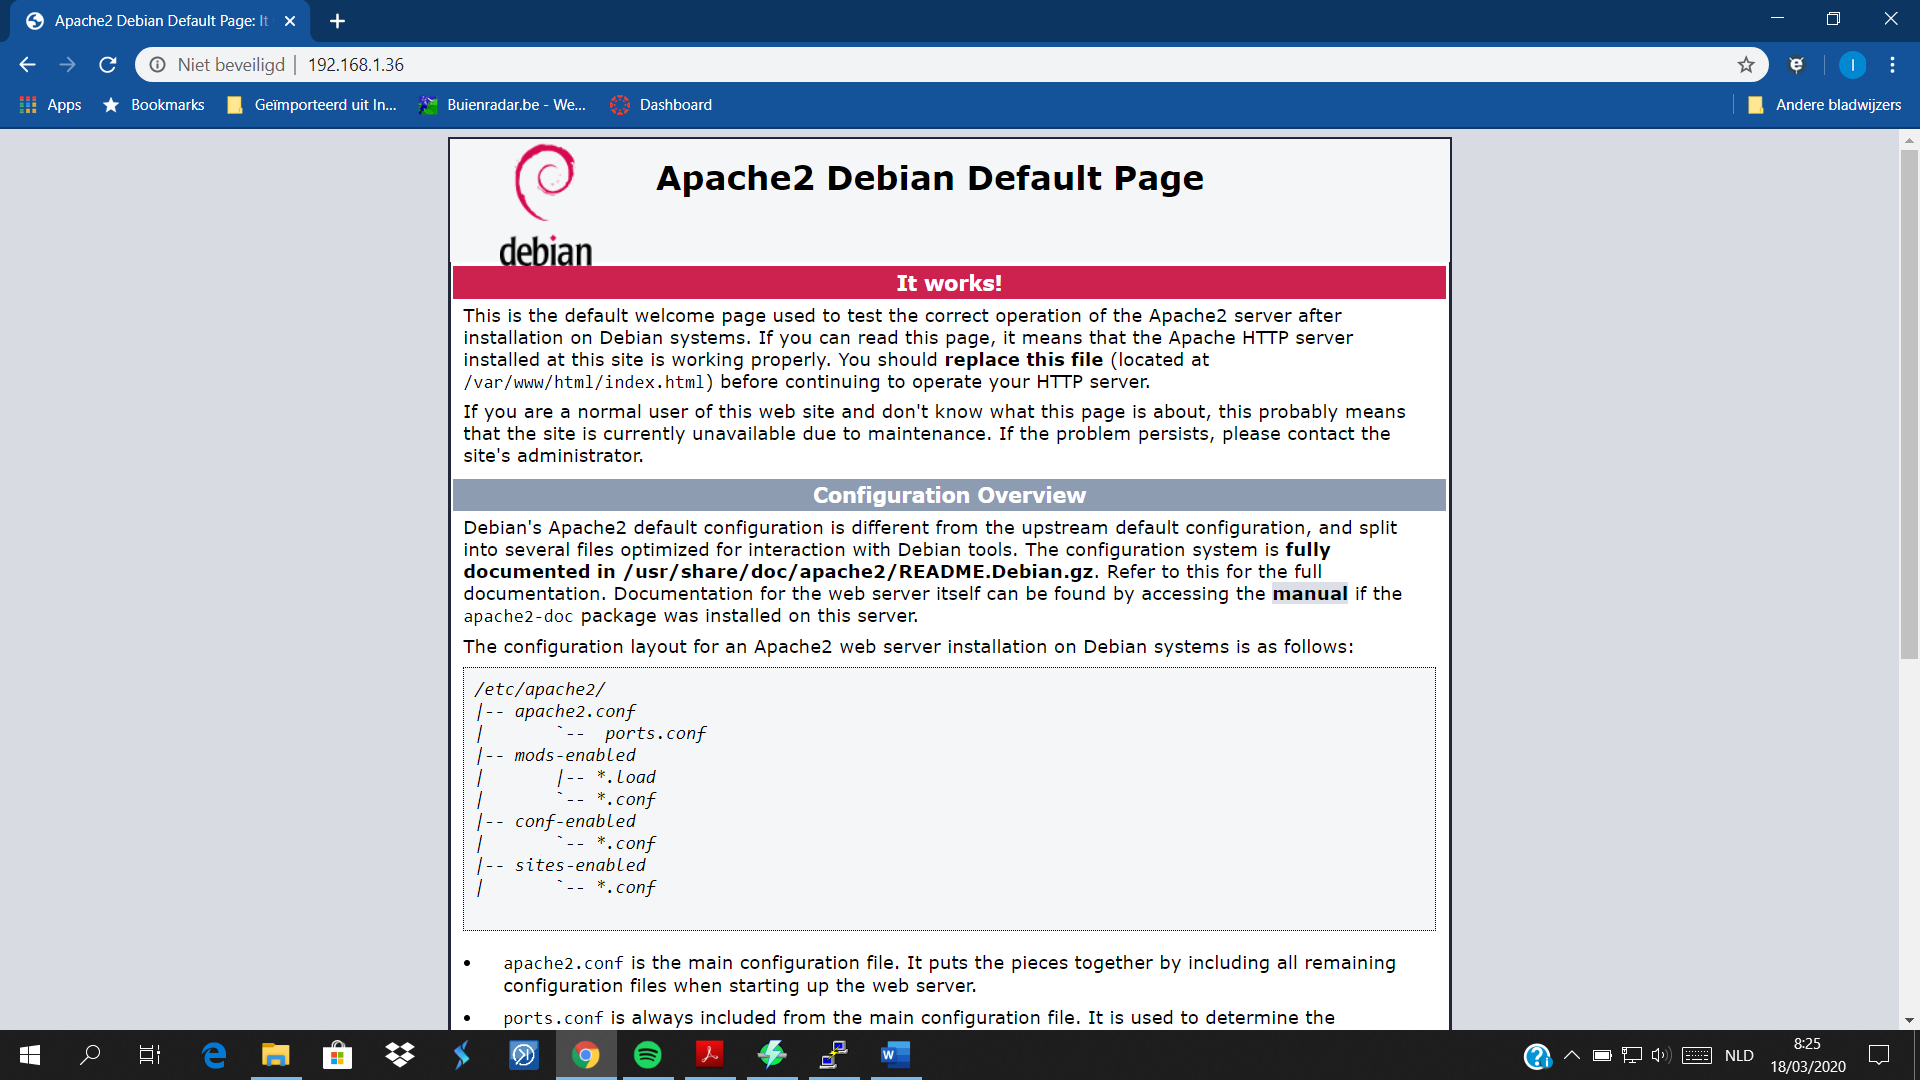 Apache2 Debian Default Page: It
Niet beveiligd | 192.168.1.36
Apps Bookmarks Geïmporteerd uit In... Buienradar.be - We... Dashboard Andere bladwijzers
debian
Apache2 Debian Default Page
It works!
This is the default welcome page used to test the correct operation of the Apache2 server after
installation on Debian systems. If you can read this page, it means that the Apache HTTP server
installed at this site is working properly. You should replace this file (located at
/var/www/html/index.html) before continuing to operate your HTTP server.
If you are a normal user of this web site and don't know what this page is about, this probably means
that the site is currently unavailable due to maintenance. If the problem persists, please contact the
site's administrator.
Configuration Overview
Debian's Apache2 default configuration is different from the upstream default configuration, and split
into several files optimized for interaction with Debian tools. The configuration system is fully
documented in /usr/share/doc/apache2/README.Debian.gz. Refer to this for the full
documentation. Documentation for the web server itself can be found by accessing the manual if the
apache2-doc package was installed on this server.
The configuration layout for an Apache2 web server installation on Debian systems is as follows:
/etc/apache2/
|-- apache2.conf
|       `--  ports.conf
|-- mods-enabled
|       |-- *.load
|       `-- *.conf
|-- conf-enabled
|       `-- *.conf
|-- sites-enabled
|       `-- *.conf
• apache2.conf is the main configuration file. It puts the pieces together by including all remaining
configuration files when starting up the web server.
• ports.conf is always included from the main configuration file. It is used to determine the
NLD
8:25
18/03/2020